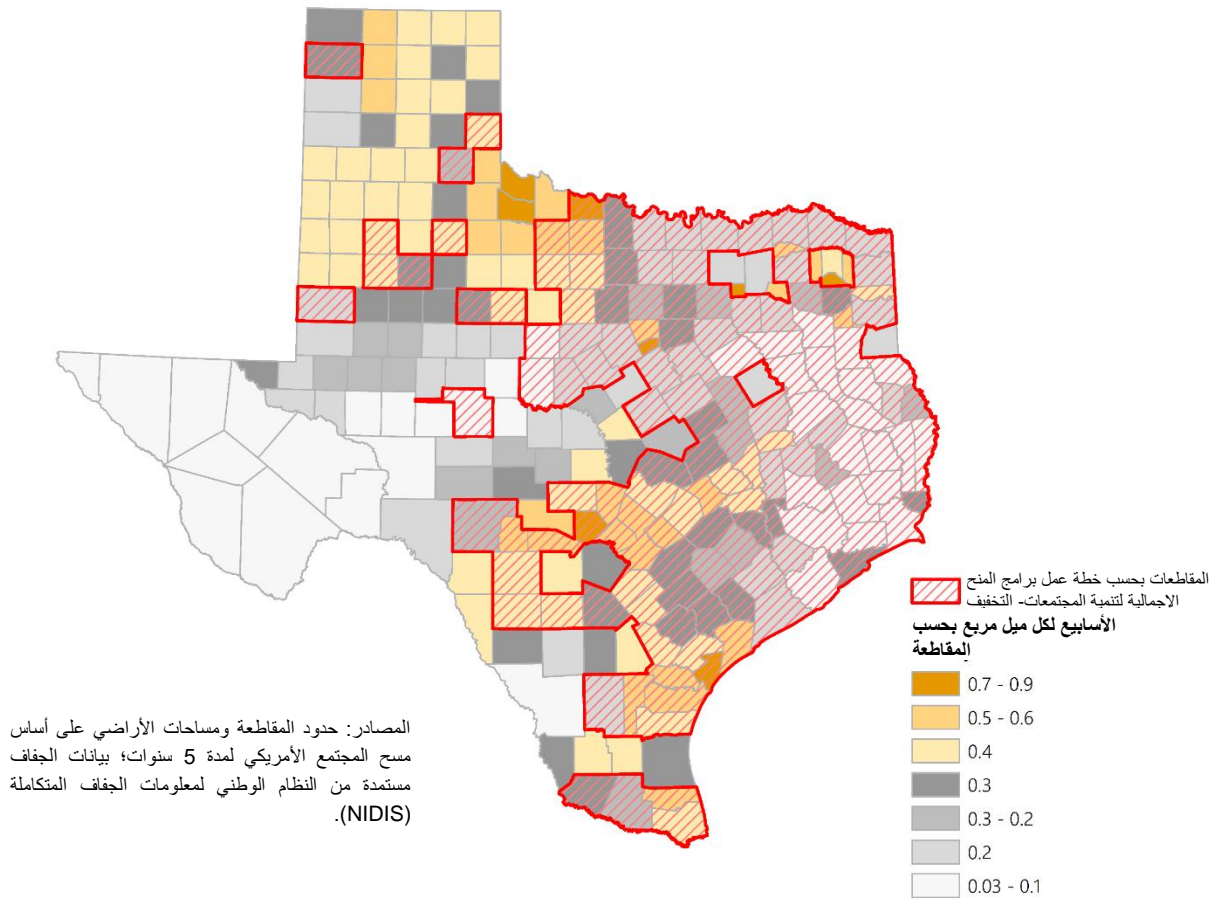 المقاطعات بحسب خطة عمل برامج المنح
الاجمالية لتنمية المجتمعات- التخفيف
الأسابيع لكل ميل مربع بحسب
المقاطعة
0.7 - 0.9
0.5 - 0.6
0.4
0.3
0.3 - 0.2
0.2
0.03 - 0.1
المصادر: حدود المقاطعة ومساحات الأراضي على أساس
مسح المجتمع الأمريكي لمدة 5 سنوات؛ بيانات الجفاف
مستمدة من النظام الوطني لمعلومات الجفاف المتكاملة
(NIDIS).